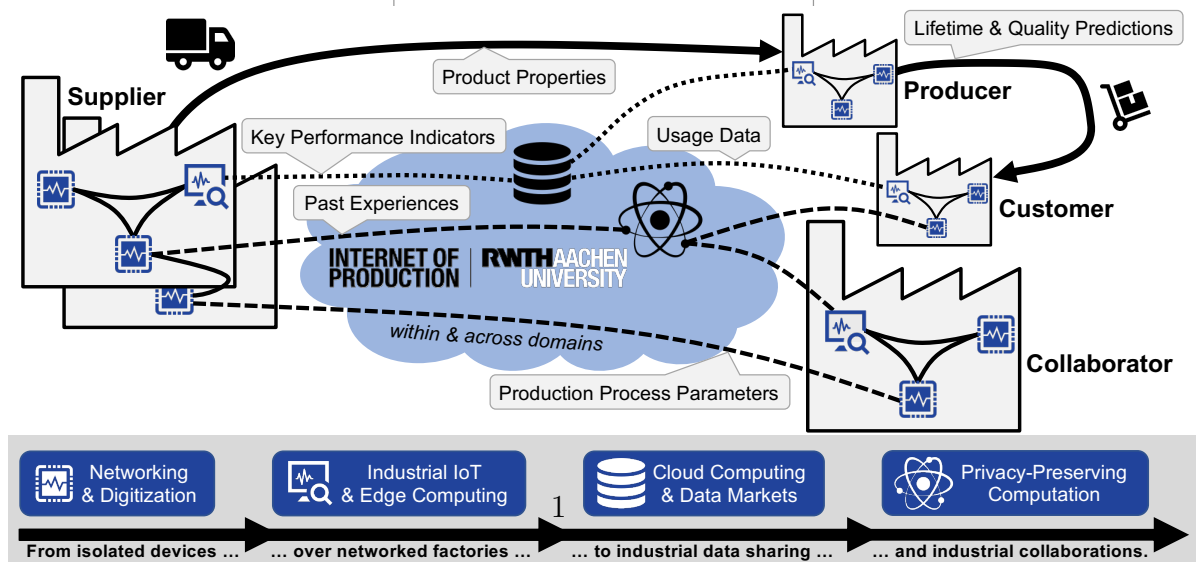 Lifetime & Quality Predictions
Product Properties
Supplier
Producer
Key Performance Indicators
Usage Data
Past Experiences
Customer
INTERNET OF
PRODUCTION
RWTHAACHEN
UNIVERSITY
within & across domains
Collaborator
Production Process Parameters
Networking
& Digitization
Industrial IoT
& Edge Computing
1
Cloud Computing
& Data Markets
Privacy-Preserving
Computation
From isolated devices ...
... over networked factories ...
... to industrial data sharing ...
... and industrial collaborations.